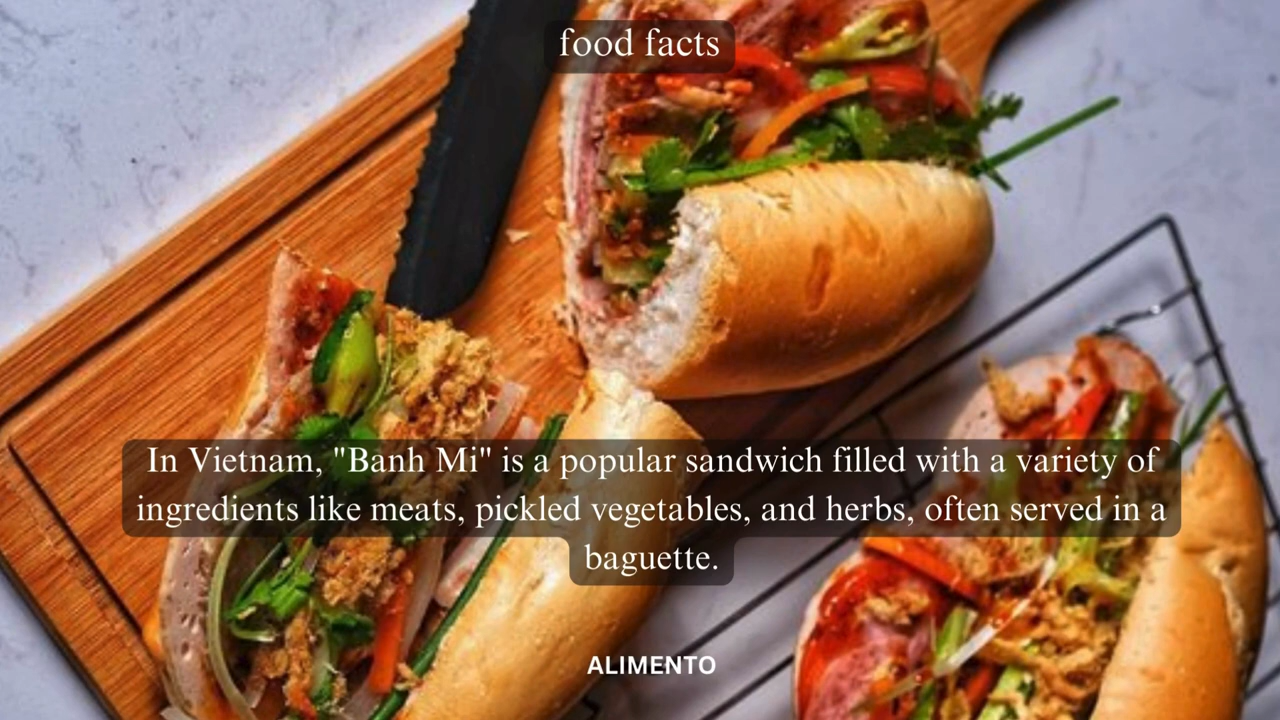 food facts
In Vietnam, "Banh Mi" is a popular sandwich filled with a variety of
ingredients like meats, pickled vegetables, and herbs, often served in a
baguette.
ALIMENTO